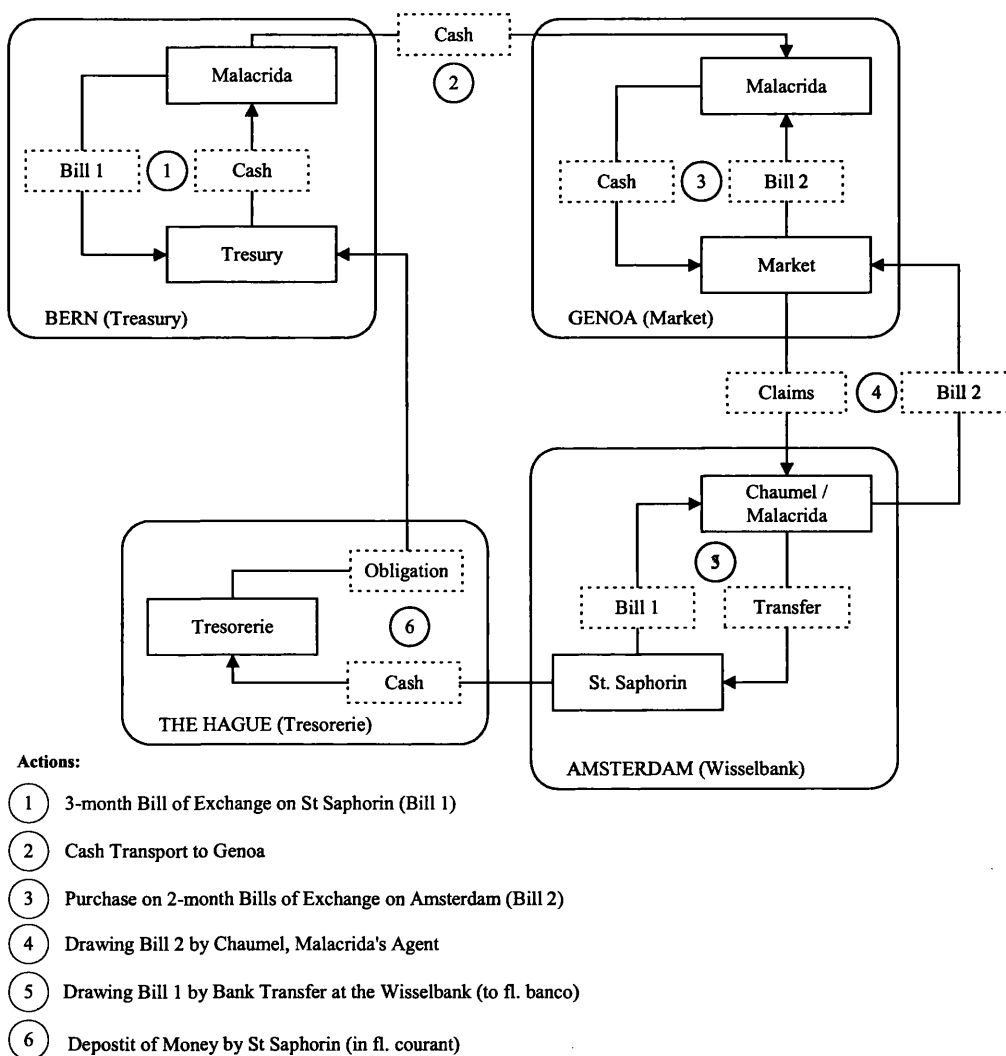 Cash
2
Malacrida
Malacrida
Bill 1
1
Cash
Cash
3
Bill 2
Tresury
Market
BERN (Treasury)
GENOA (Market)
Claims
4
Bill 2
Chaumel /
Malacrida
5
Obligation
Bill 1
Transfer
Tresorerie
6
Cash
St. Saphorin
THE HAGUE (Tresorerie)
AMSTERDAM (Wisselbank)
Actions:
1 3-month Bill of Exchange on St Saphorin (Bill 1)
2 Cash Transport to Genoa
3 Purchase on 2-month Bills of Exchange on Amsterdam (Bill 2)
4 Drawing Bill 2 by Chaumel, Malacrida's Agent
5 Drawing Bill 1 by Bank Transfer at the Wisselbank (to fl. banco)
6 Depostit of Money by St Saphorin (in fl. courant)